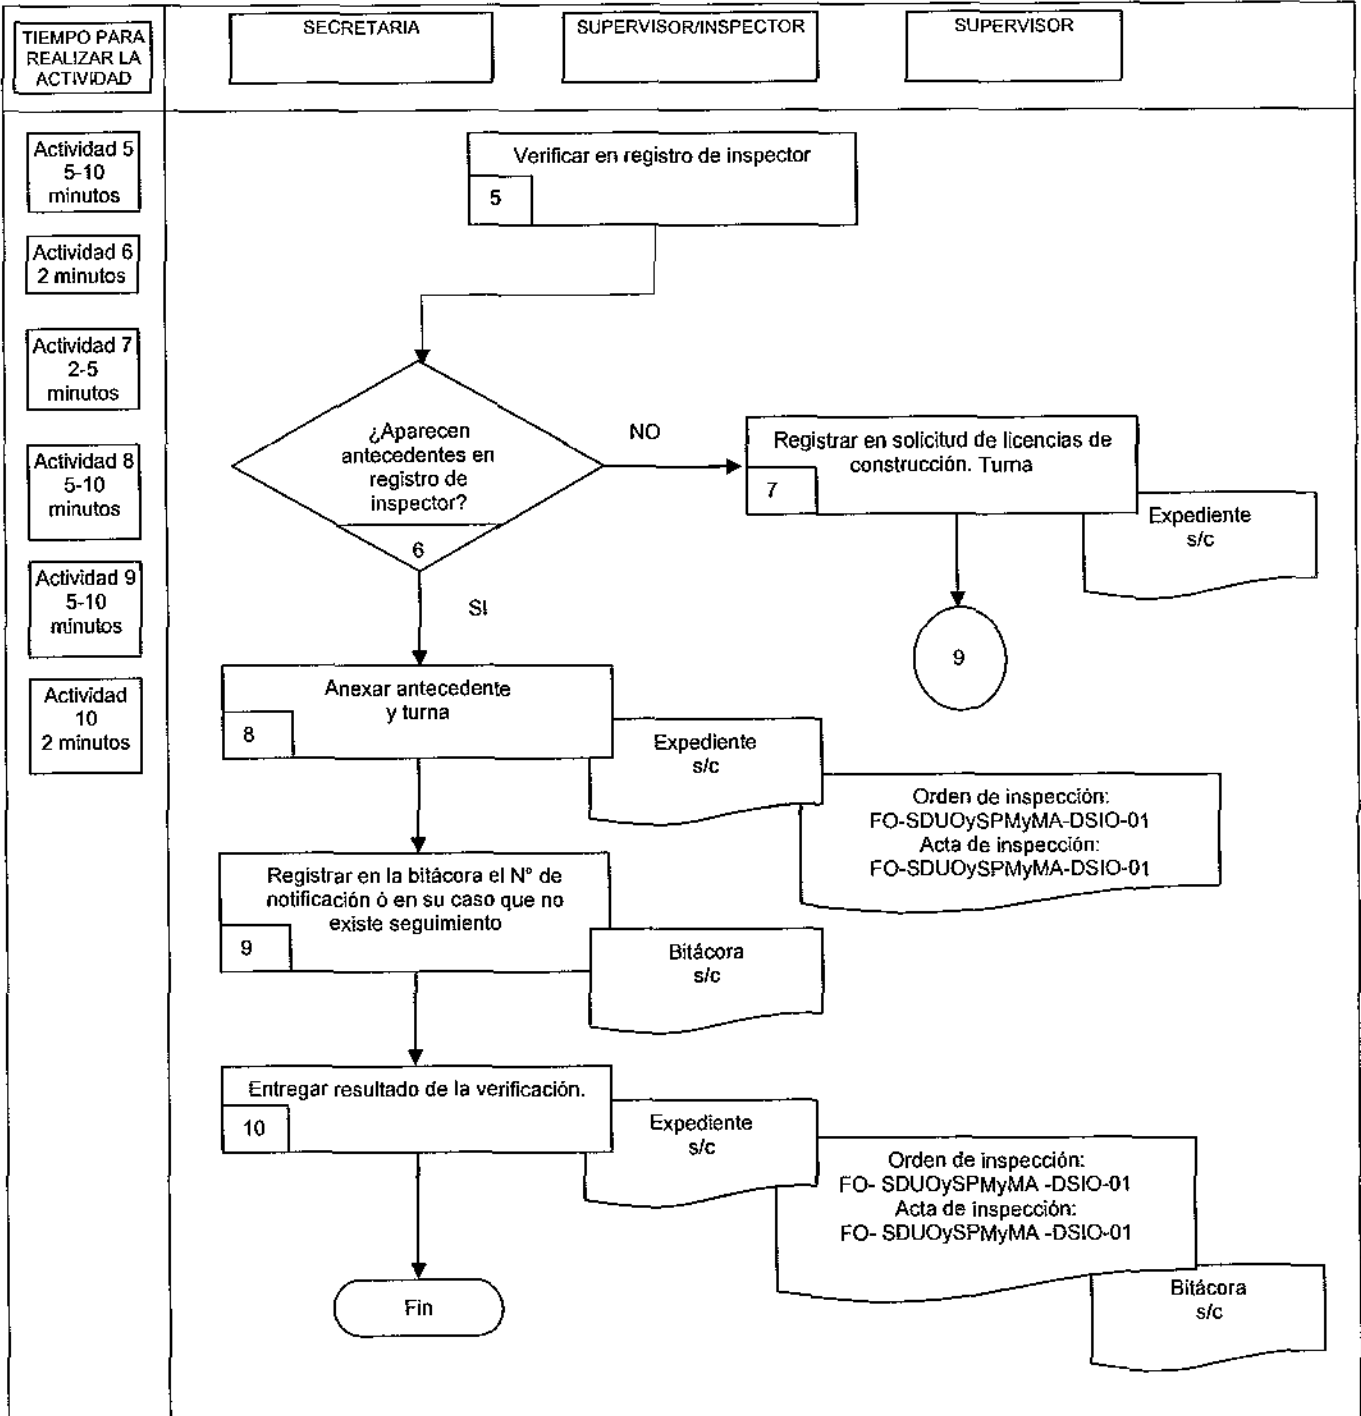 TIEMPO PARA
REALIZAR LA
ACTIVIDAD
SECRETARIA
SUPERVISOR/INSPECTOR
SUPERVISOR
Actividad 5
5-10
minutos
Verificar en registro de inspector
5
Actividad 6
2 minutos
Actividad 7
2-5
minutos
¿Aparecen
antecedentes en
registro de
inspector?
6
NO
Registrar en solicitud de licencias de
construcción. Turna
7
Expediente
s/c
Actividad 8
5-10
minutos
Actividad 9
5-10
minutos
SI
9
Actividad
10
2 minutos
Anexar antecedente
y turna
8
Expediente
s/c
Orden de inspección:
FO-SDUOySPMyMA-DSIO-01
Acta de inspección:
FO-SDUOySPMyMA-DSIO-01
Registrar en la bitácora el Nº de
notificación ó en su caso que no
existe seguimiento
9
Bitácora
s/c
Entregar resultado de la verificación.
10
Expediente
s/c
Orden de inspección:
FO- SDUOySPMyMA -DSIO-01
Acta de inspección:
FO- SDUOySPMyMA -DSIO-01
Bitácora
s/c
Fin